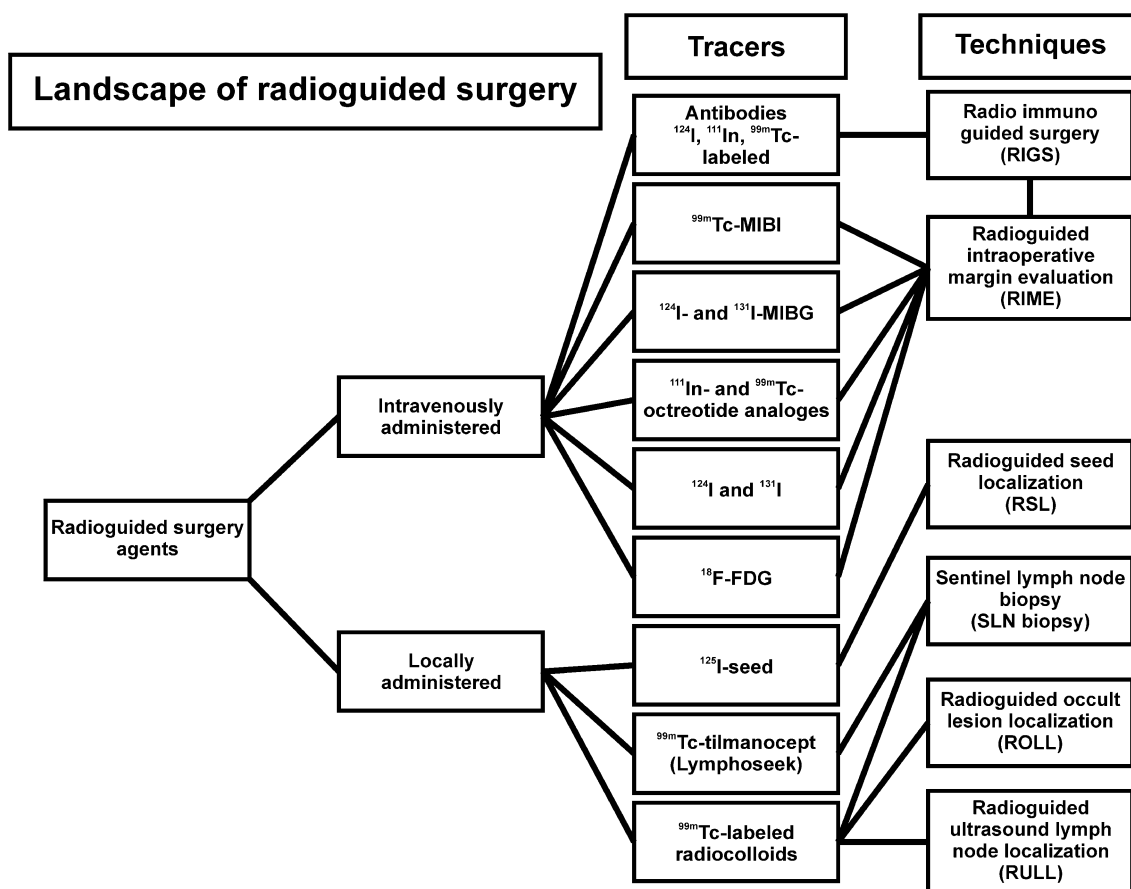 Landscape of radioguided surgery
Tracers
Techniques
Radioguided surgery
agents
Intravenously
administered
Locally
administered
Antibodies
¹²⁴I, ¹¹¹In, ⁹⁹ᵐTc-
labeled
⁹⁹ᵐTc-MIBI
¹²⁴I- and ¹³¹I-MIBG
¹¹¹In- and ⁹⁹ᵐTc-
octreotide analoges
¹²⁴I and ¹³¹I
¹⁸F-FDG
¹²⁵I-seed
⁹⁹ᵐTc-tilmanocept
(Lymphoseek)
⁹⁹ᵐTc-labeled
radiocolloids
Radio immuno
guided surgery
(RIGS)
Radioguided
intraoperative
margin evaluation
(RIME)
Radioguided seed
localization
(RSL)
Sentinel lymph node
biopsy
(SLN biopsy)
Radioguided occult
lesion localization
(ROLL)
Radioguided
ultrasound lymph
node localization
(RULL)